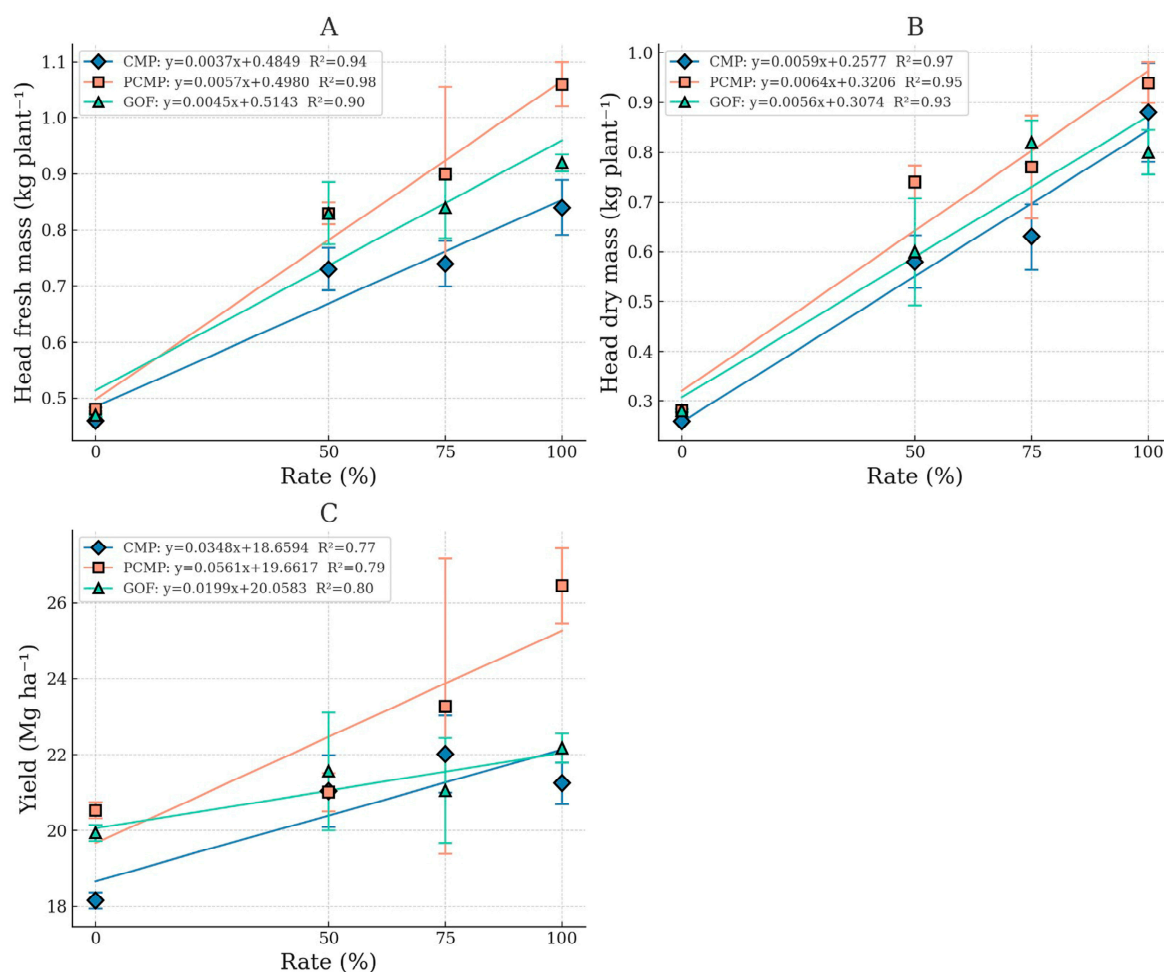 A
CMP: y=0.0037x+0.4849 R²=0.94
PCMP: y=0.0057x+0.4980 R²=0.98
GOF: y=0.0045x+0.5143 R²=0.90
Head fresh mass (kg plant⁻¹)
1.1
1.0
0.9
0.8
0.7
0.6
0.5
0 50 75 100
Rate (%)
B
CMP: y=0.0059x+0.2577 R²=0.97
PCMP: y=0.0064x+0.3206 R²=0.95
GOF: y=0.0056x+0.3074 R²=0.93
Head dry mass (kg plant⁻¹)
1.0
0.9
0.8
0.7
0.6
0.5
0.4
0.3
0 50 75 100
Rate (%)
C
CMP: y=0.0348x+18.6594 R²=0.77
PCMP: y=0.0561x+19.6617 R²=0.79
GOF: y=0.0199x+20.0583 R²=0.80
Yield (Mg ha⁻¹)
26
24
22
20
18
0 50 75 100
Rate (%)